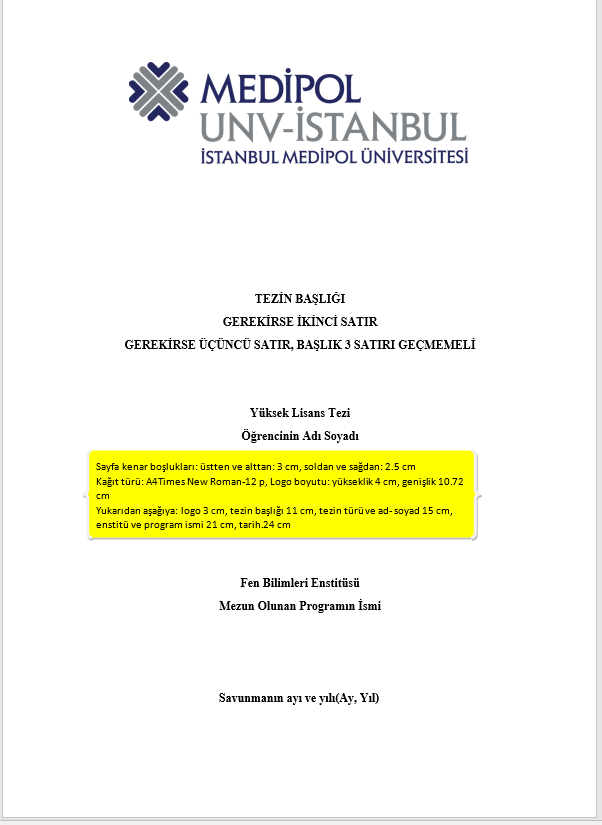 MEDİPOL
UNV-İSTANBUL
İSTANBUL MEDİPOL ÜNİVERSİTESİ
TEZİN BAŞLIĞI
GEREKİRSE İKİNCİ SATIR
GEREKİRSE ÜÇÜNCÜ SATIR, BAŞLIK 3 SATIRI GEÇMEMELİ
Yüksek Lisans Tezi
Öğrencinin Adı Soyadı
Sayfa kenar boşlukları: üstten ve alttan: 3 cm, soldan ve sağdan: 2.5 cm
Kağıt türü: A4Times New Roman-12 p, Logo boyutu: yükseklik 4 cm, genişlik 10.72
cm
Yukarıdan aşağıya: logo 3 cm, tezin başlığı 11 cm, tezin türü ve ad- soyad 15 cm,
enstitü ve program ismi 21 cm, tarih.24 cm
Fen Bilimleri Enstitüsü
Mezun Olunan Programın İsmi
Savunmanın ayı ve yılı(Ay, Yıl)